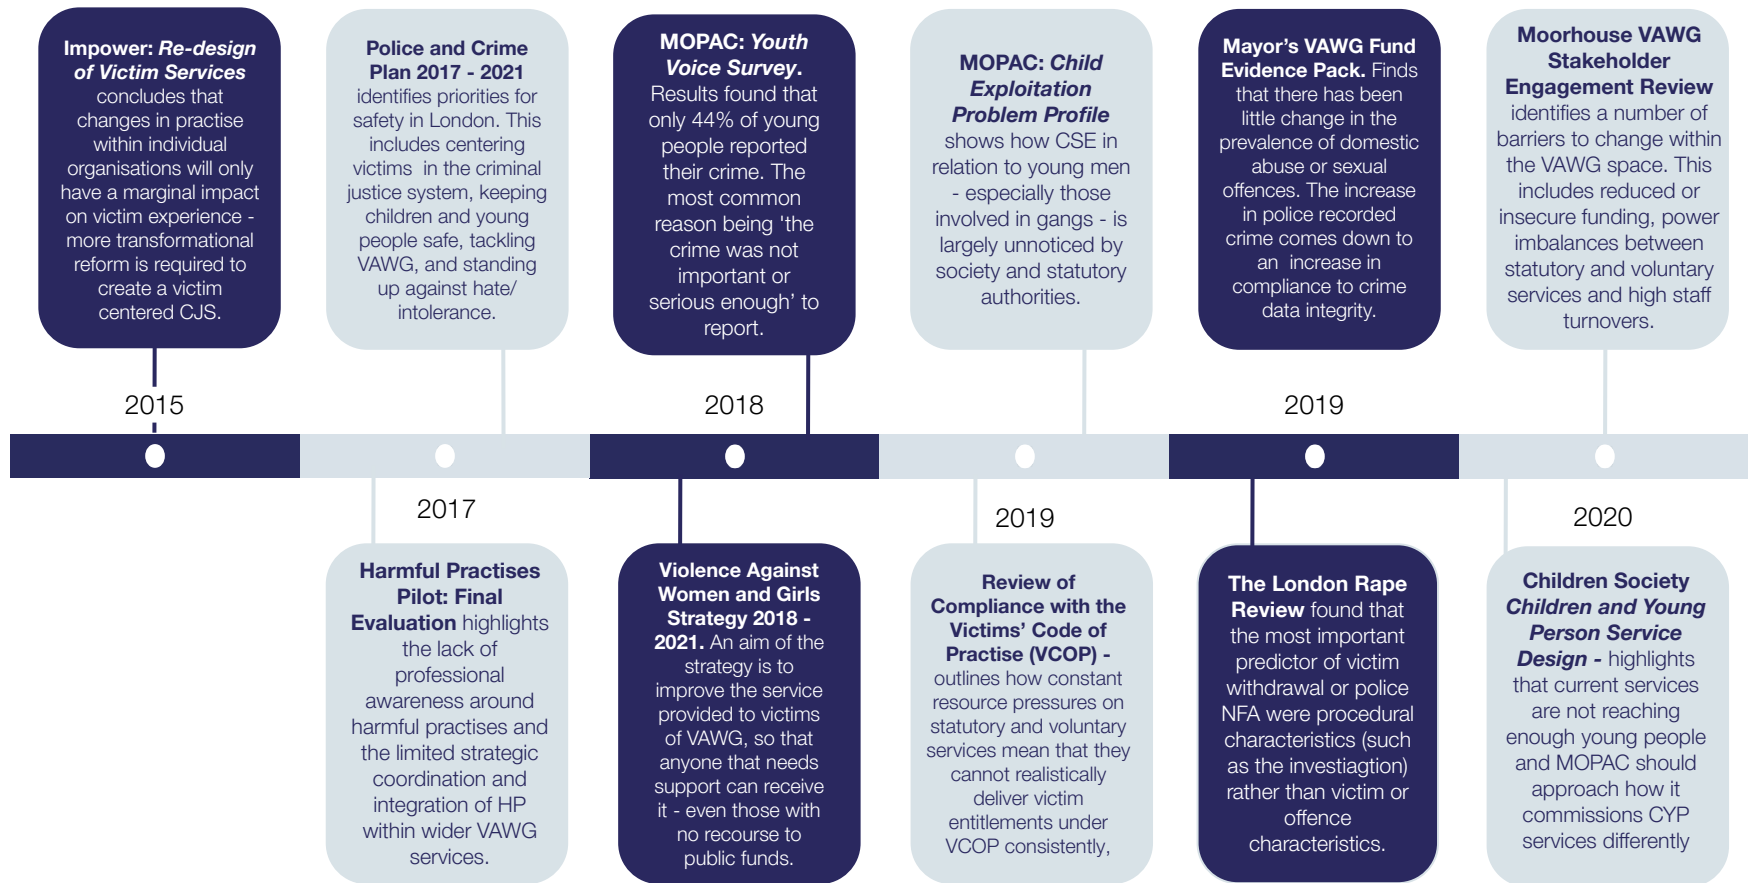 Impower: Re-design
of Victim Services
concludes that
changes in practise
within individual
organisations will only
have a marginal impact
on victim experience -
more transformational
reform is required to
create a victim
centered CJS.
Police and Crime
Plan 2017 - 2021
identifies priorities for
safety in London. This
includes centering
victims in the criminal
justice system, keeping
children and young
people safe, tackling
VAWG, and standing
up against hate/
intolerance.
MOPAC: Youth
Voice Survey.
Results found that
only 44% of young
people reported
their crime. The
most common
reason being 'the
crime was not
important or
serious enough’ to
report.
MOPAC: Child
Exploitation
Problem Profile
shows how CSE in
relation to young men
- especially those
involved in gangs - is
largely unnoticed by
society and statutory
authorities.
Mayor’s VAWG Fund
Evidence Pack. Finds
that there has been
little change in the
prevalence of domestic
abuse or sexual
offences. The increase
in police recorded
crime comes down to
an increase in
compliance to crime
data integrity.
Moorhouse VAWG
Stakeholder
Engagement Review
identifies a number of
barriers to change within
the VAWG space. This
includes reduced or
insecure funding, power
imbalances between
statutory and voluntary
services and high staff
turnovers.
2015
2018
2019
2017
2019
2020
Harmful Practises
Pilot: Final
Evaluation highlights
the lack of
professional
awareness around
harmful practises and
the limited strategic
coordination and
integration of HP
within wider VAWG
services.
Violence Against
Women and Girls
Strategy 2018 -
2021. An aim of the
strategy is to
improve the service
provided to victims
of VAWG, so that
anyone that needs
support can receive
it - even those with
no recourse to
public funds.
Review of
Compliance with the
Victims’ Code of
Practise (VCOP) -
outlines how constant
resource pressures on
statutory and voluntary
services mean that they
cannot realistically
deliver victim
entitlements under
VCOP consistently,
The London Rape
Review found that
the most important
predictor of victim
withdrawal or police
NFA were procedural
characteristics (such
as the investiagtion)
rather than victim or
offence
characteristics.
Children Society
Children and Young
Person Service
Design - highlights
that current services
are not reaching
enough young people
and MOPAC should
approach how it
commissions CYP
services differently